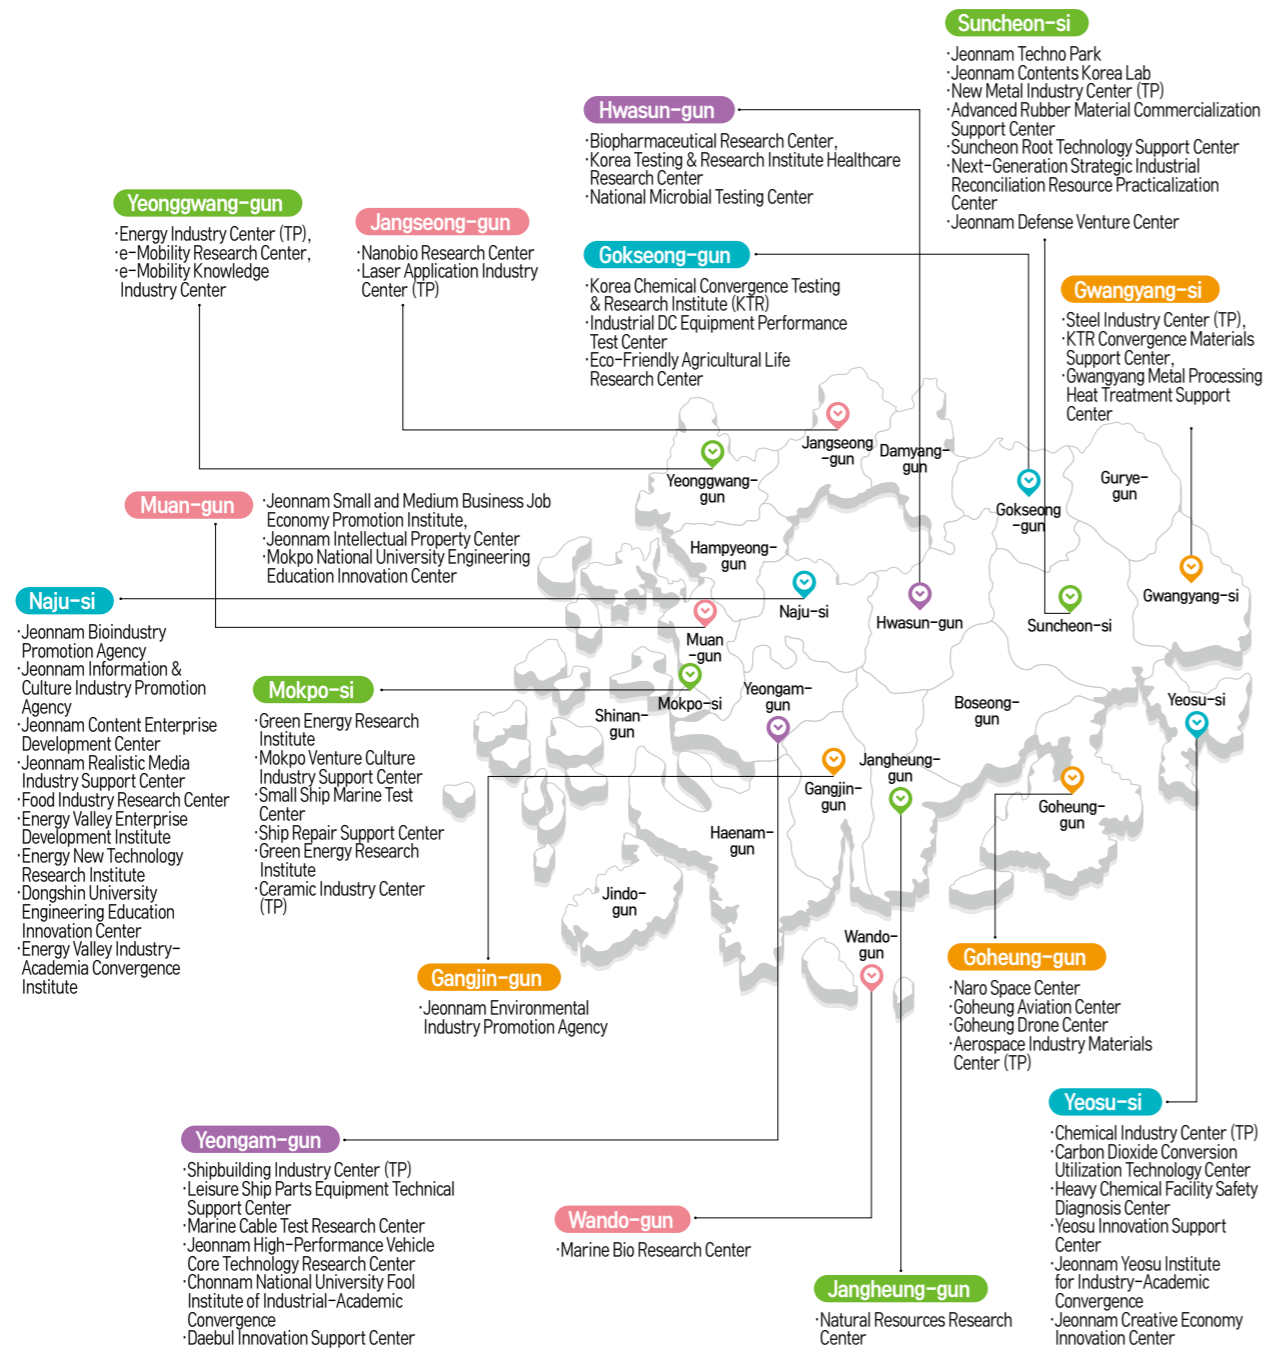 Suncheon-si
·Jeonnam Techno Park
·Jeonnam Contents Korea Lab
·New Metal Industry Center (TP)
·Advanced Rubber Material Commercialization
Support Center
·Suncheon Root Technology Support Center
·Next-Generation Strategic Industrial
Reconciliation Resource Practicalization
Center
·Jeonnam Defense Venture Center
Hwasun-gun
·Biopharmaceutical Research Center,
·Korea Testing & Research Institute Healthcare
Research Center
·National Microbial Testing Center
Yeonggwang-gun
·Energy Industry Center (TP),
·e-Mobility Research Center,
·e-Mobility Knowledge
Industry Center
Jangseong-gun
·Nanobio Research Center
·Laser Application Industry
Center (TP)
Gokseong-gun
·Korea Chemical Convergence Testing
& Research Institute (KTR)
·Industrial DC Equipment Performance
Test Center
·Eco-Friendly Agricultural Life
Research Center
Gwangyang-si
·Steel Industry Center (TP),
·KTR Convergence Materials
Support Center,
·Gwangyang Metal Processing
Heat Treatment Support
Center
Muan-gun
·Jeonnam Small and Medium Business Job
Economy Promotion Institute,
·Jeonnam Intellectual Property Center
·Mokpo National University Engineering
Education Innovation Center
Naju-si
·Jeonnam Bioindustry
Promotion Agency
·Jeonnam Information &
Culture Industry Promotion
Agency
·Jeonnam Content Enterprise
Development Center
·Jeonnam Realistic Media
Industry Support Center
·Food Industry Research Center
·Energy Valley Enterprise
Development Institute
·Energy New Technology
Research Institute
·Dongshin University
Engineering Education
Innovation Center
·Energy Valley Industry-
Academia Convergence
Institute
Mokpo-si
·Green Energy Research
Institute
·Mokpo Venture Culture
Industry Support Center
·Small Ship Marine Test
Center
·Ship Repair Support Center
·Green Energy Research
Institute
·Ceramic Industry Center
(TP)
Jangseong
-gun
Damyang-
gun
Yeonggwang-
gun
Gokseong
-gun
Gurye-
gun
Hampyeong-
gun
Naju-si
Hwasun-gun
Suncheon-si
Gwangyang-si
Muan
-gun
Mokpo-si
Shinan-
gun
Yeongam-
gun
Boseong-
gun
Yeosu-si
Jangheung-
gun
Gangjin-
gun
Goheung-
gun
Haenam-
gun
Jindo-
gun
Wando-
gun
Gangjin-gun
·Jeonnam Environmental
Industry Promotion Agency
Goheung-gun
·Naro Space Center
·Goheung Aviation Center
·Goheung Drone Center
·Aerospace Industry Materials
Center (TP)
Yeongam-gun
·Shipbuilding Industry Center (TP)
·Leisure Ship Parts Equipment Technical
Support Center
·Marine Cable Test Research Center
·Jeonnam High-Performance Vehicle
Core Technology Research Center
·Chonnam National University Fool
Institute of Industrial-Academic
Convergence
·Daebul Innovation Support Center
Wando-gun
·Marine Bio Research Center
Jangheung-gun
·Natural Resources Research
Center
Yeosu-si
·Chemical Industry Center (TP)
·Carbon Dioxide Conversion
Utilization Technology Center
·Heavy Chemical Facility Safety
Diagnosis Center
·Yeosu Innovation Support
Center
·Jeonnam Yeosu Institute
for Industry-Academic
Convergence
·Jeonnam Creative Economy
Innovation Center